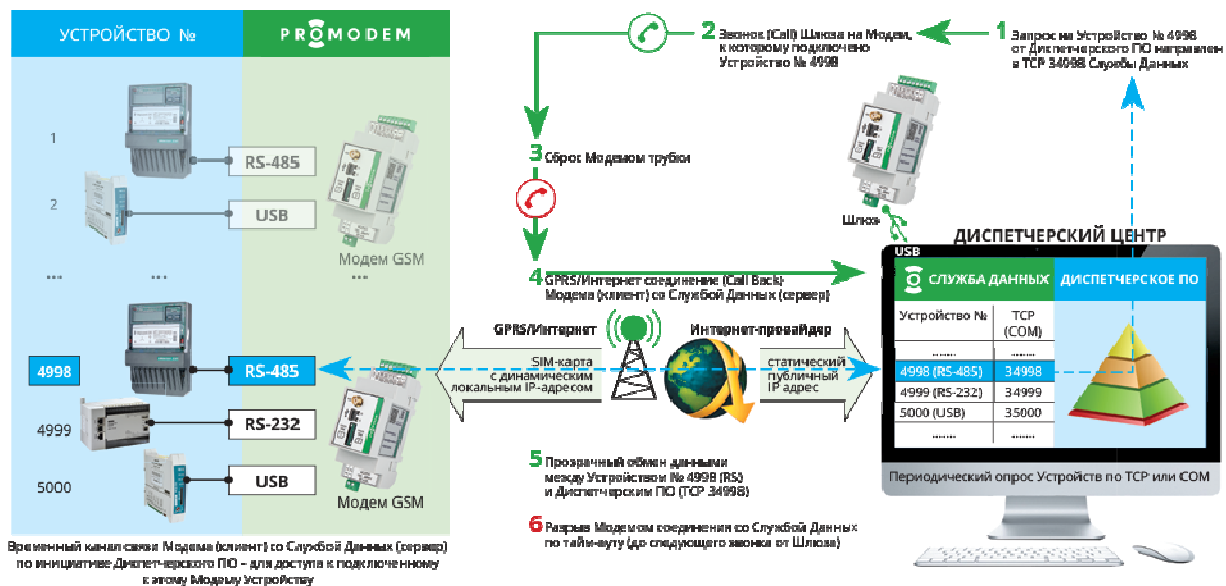 УСТРОЙСТВО №
PROMODEM
1
RS-485
2
USB
Модем GSM
....
....
4998
RS-485
4999
RS-232
5000
USB
Модем GSM
Временный канал связи Модема (клиент) со Службой Данных (сервер)
по инициативе Диспетчерского ПО – для доступа к подключенному
к этому Модему Устройству
1 Запрос на Устройство № 4998
от Диспетчерского ПО направлен
в TCP 34998 Службы Данных
2 Звонок (Call) Шлюза на Модем,
к которому подключено
Устройство № 4998
3 Сброс Модемом трубки
4 GPRS/Интернет соединение (Call Back)
Модема (клиент) со Службой Данных (сервер)
Шлюз
GPRS/Интернет
SIM-карта
с динамическим
локальным IP-адресом
Интернет-провайдер
статический
публичный
IP адрес
5 Прозрачный обмен данными
между Устройством № 4998 (RS)
и Диспетчерским ПО (TCP 34998)
6 Разрыв Модемом соединения со Службой Данных
по тайм-ауту (до следующего звонка от Шлюза)
ДИСПЕТЧЕРСКИЙ ЦЕНТР
USB
СЛУЖБА ДАННЫХ
ДИСПЕТЧЕРСКОЕ ПО
Устройство № TCP
(COM)
........ ........
4998 (RS-485) 34998
4999 (RS-232) 34999
5000 (USB) 35000
........ ........
Периодический опрос Устройств по TCP или COM